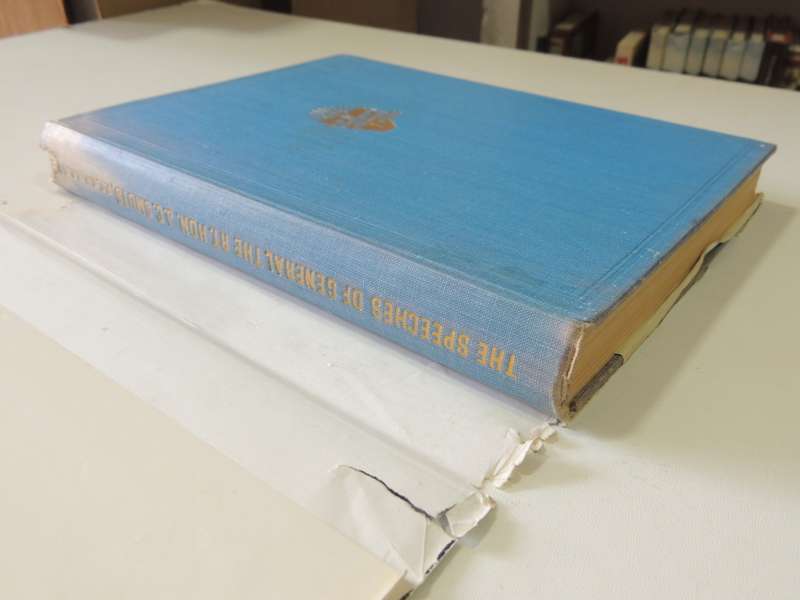 THE SPEECHES OF GENERAL THE RT. HON. J.C. SMUTS,